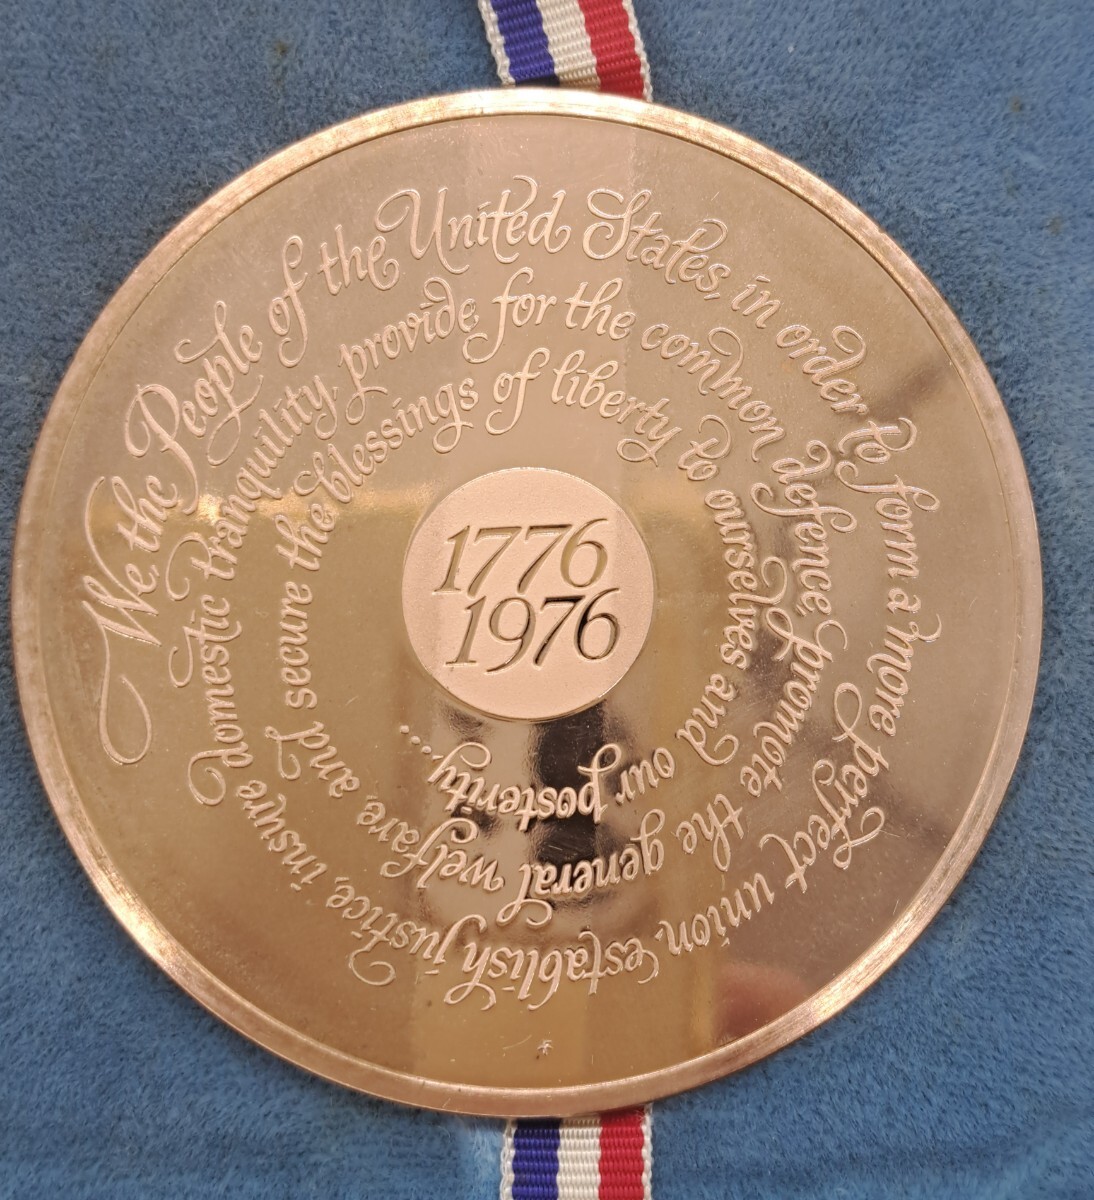 We the People of the United States, in order to form a more perfect union, establish justice, insure domestic tranquility, provide for the common defence, promote the general welfare, and secure the blessings of liberty to ourselves and our posterity...
1776
1976